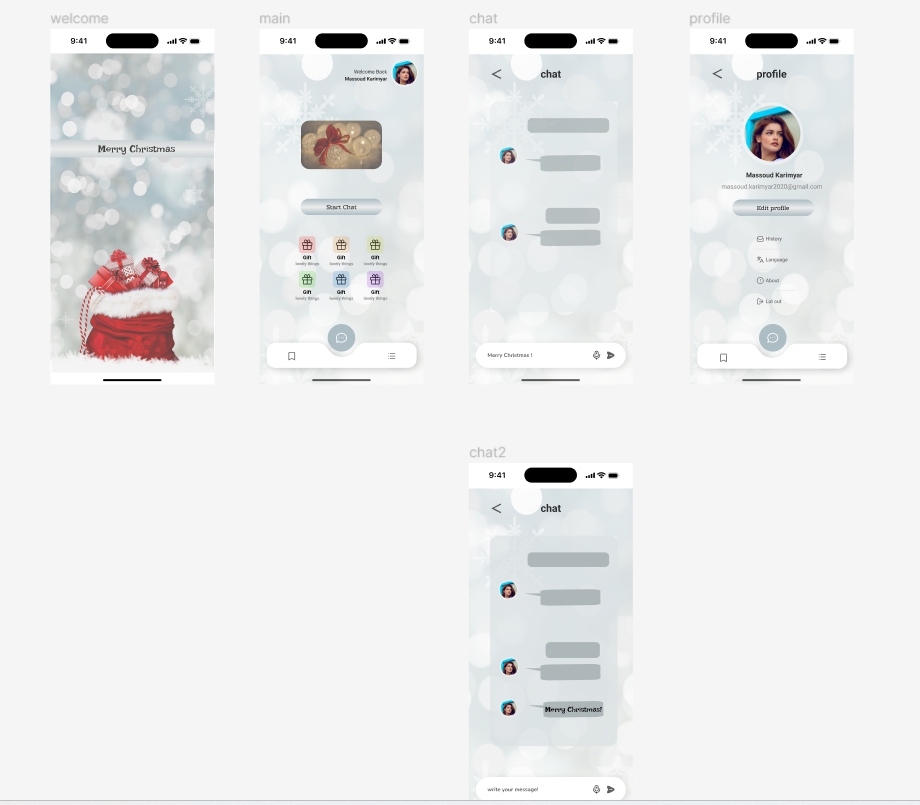 welcome
main
chat
profile
9:41
9:41
9:41
9:41
Merry Christmas
Welcome Back
Massoud Karimyar
Start Chat
Gift
Gift
Gift
lovely things
lovely things
lovely things
Gift
Gift
Gift
lovely things
lovely things
lovely things
chat
Merry Christmas !
profile
Massoud Karimyar
massoud.karimyar2020@gmail.com
Edit profile
History
Language
About
Lot out
chat2
9:41
chat
Merry Christmas!
write your message!